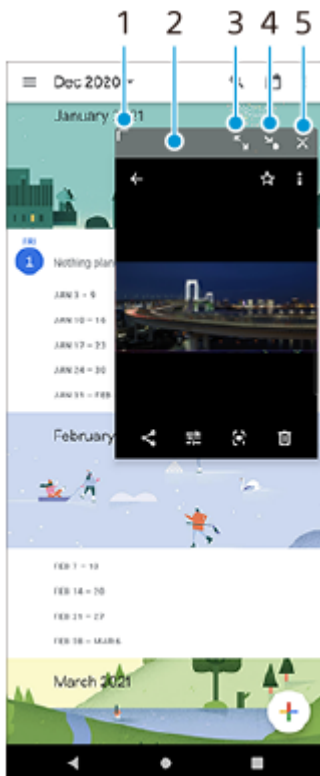 1 2 3 4 5
Dec 2020
January 2021
FRI
1 Nothing plan
JAN 3 – 9
JAN 10 – 16
JAN 17 – 23
JAN 24 – 30
JAN 31 – FEB
February
FEB 7 – 13
FEB 14 – 20
FEB 21 – 27
FEB 28 – MAR 6
March 2021